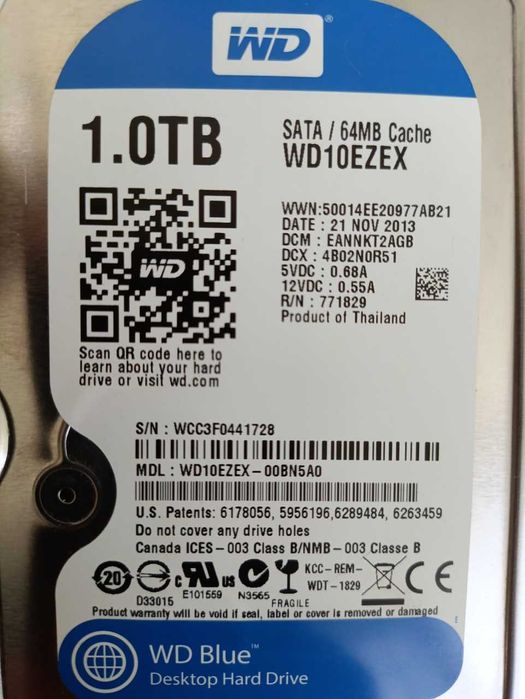 WD®
1.0TB
SATA / 64MB Cache
WD10EZEX
WWN:50014EE20977AB21
DATE : 21 NOV 2013
DCM : EANNKT2AGB
DCX : 4B02N0R51
5VDC : 0.68A
12VDC : 0.55A
R/N : 771829
Product of Thailand
WD
Scan QR code here to
learn about your hard
drive or visit wd.com
S/N : WCC3F0441728
MDL : WD10EZEX-00BN5A0
U.S. Patents: 6178056, 5956196,6289484, 6263459
Do not cover any drive holes
Canada ICES-003 Class B/NMB-003 Classe B
20
D33015
c RU us
E101559
N3565
FRAGILE
KCC-REM-
WDT-1829
CE
Product warranty will be void if seal, label or cover is removed or damaged
E
WD Blue™
Desktop Hard Drive